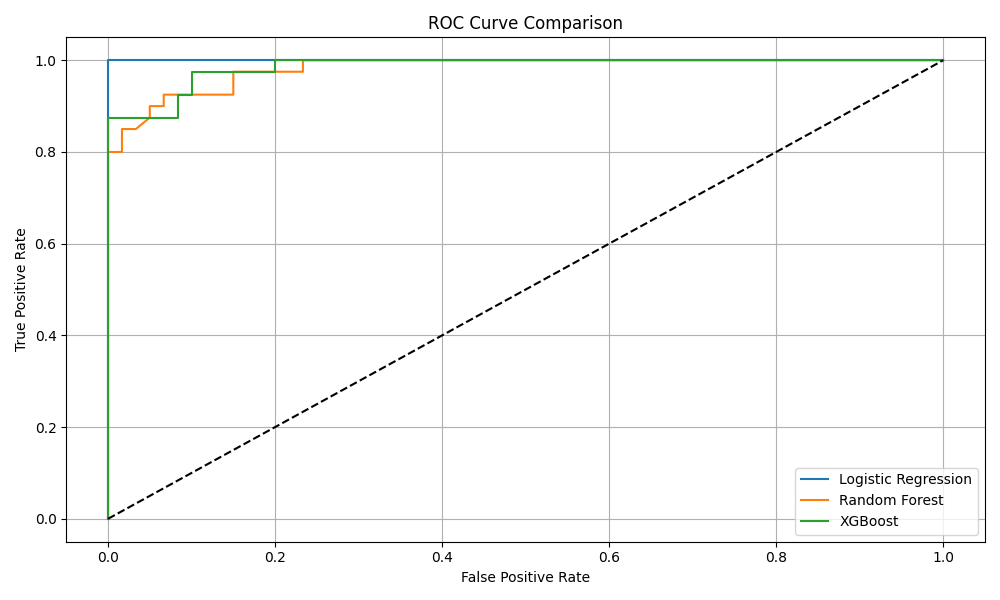 ROC Curve Comparison
1.0
0.8
0.6
0.4
0.2
0.0
True Positive Rate
0.0 0.2 0.4 0.6 0.8 1.0
False Positive Rate
Logistic Regression
Random Forest
XGBoost